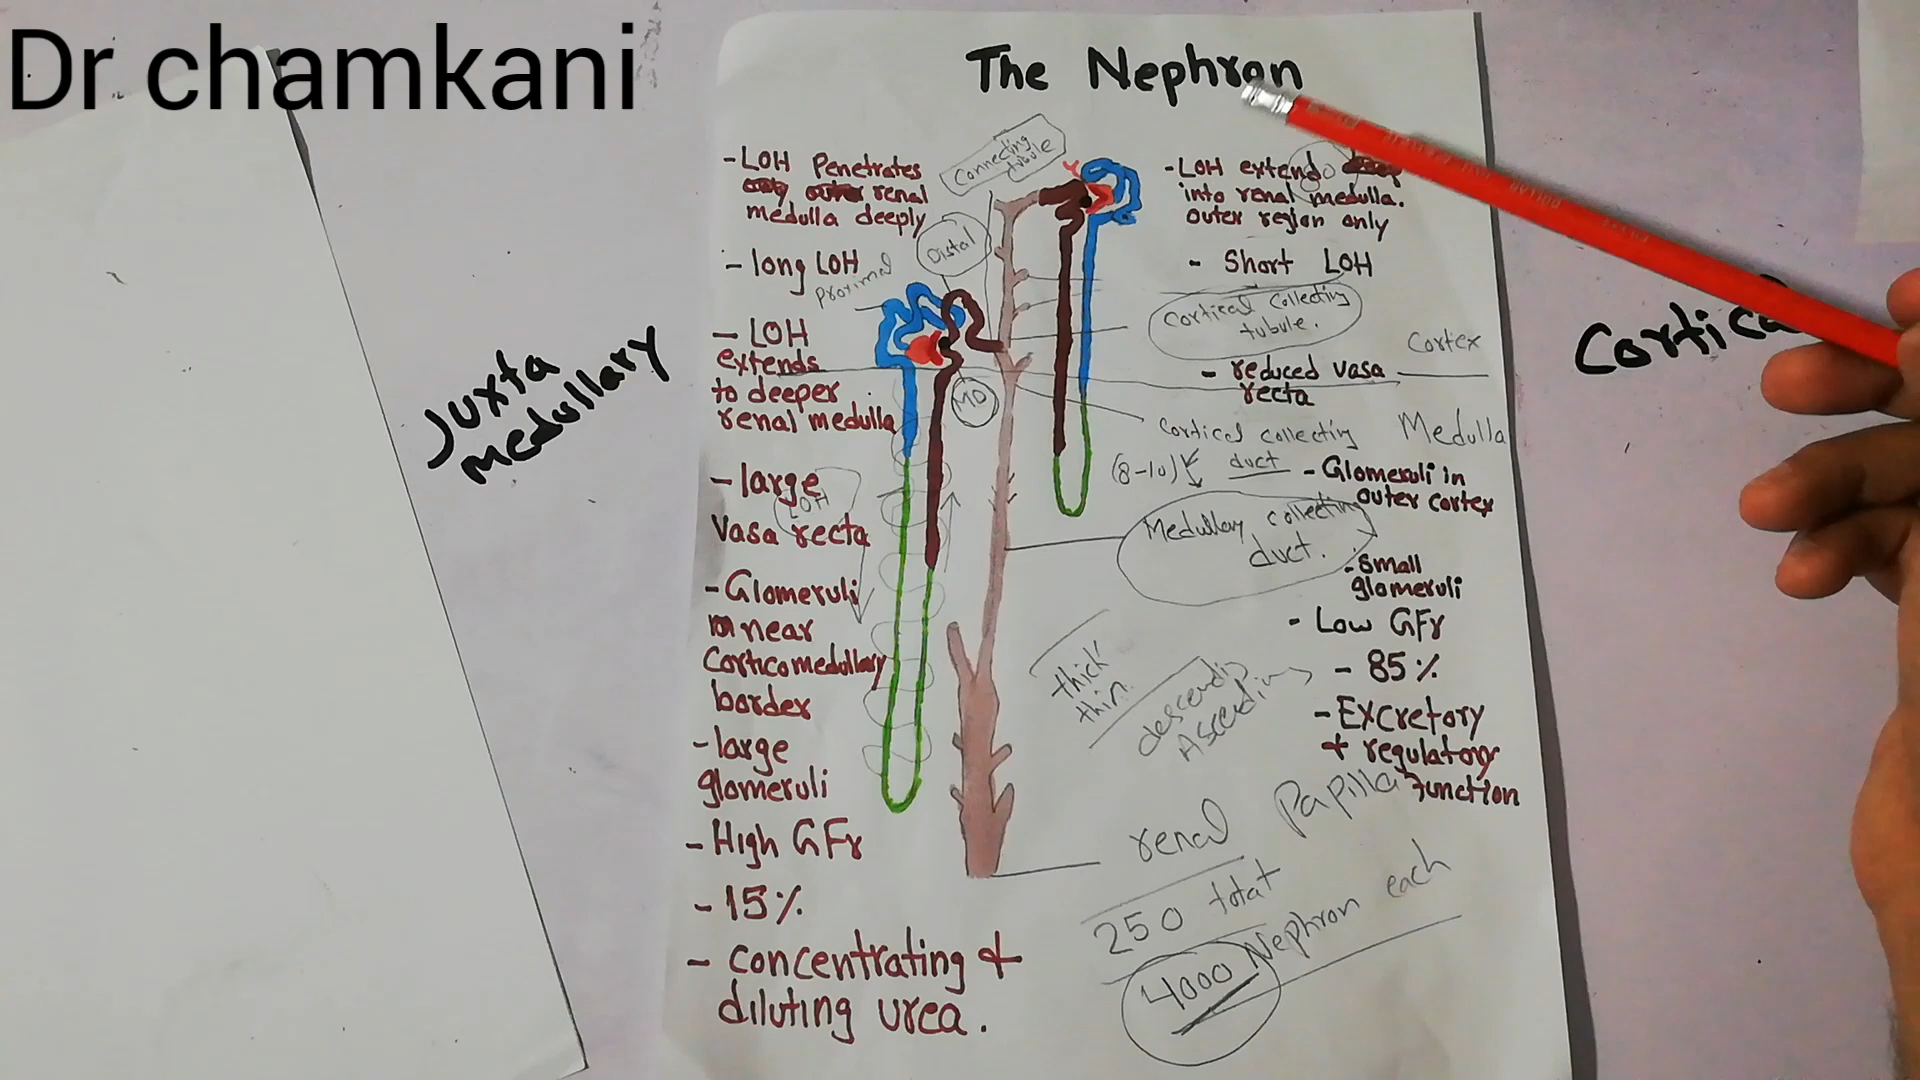 Dr chamkani
The Nephron
Juxta
medullary
Cortica
- LOH Penetrates
renal
medulla deeply
- long LOH
- LOH
extends
to deeper
renal medulla
- large
Vasa recta
- Glomeruli
near
Corticomedullary
border
- large
glomeruli
- High GFr
- 15%
- concentrating +
diluting urea.
Connecting
tubule
Distal
Proximal
MD
LOH
- LOH extend
into renal medulla.
outer region only
- Short LOH
Cortical Collecting
tubule.
Cortex
- reduced vasa
recta
Cortical collecting
duct
Medulla
(8-10)
- Glomeruli in
outer cortex
Medullary collecting
duct.
- Small
glomeruli
- Low GFr
- 85%
- Excretory
+ regulatory
function
thick
thin.
descending
Ascending
renal Papilla
250 total
4000 Nephron each